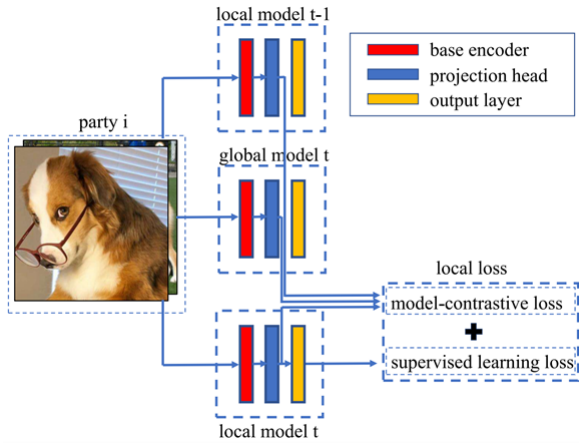 local model t-1
base encoder
projection head
output layer
party i
global model t
local loss
model-contrastive loss
+
supervised learning loss
local model t